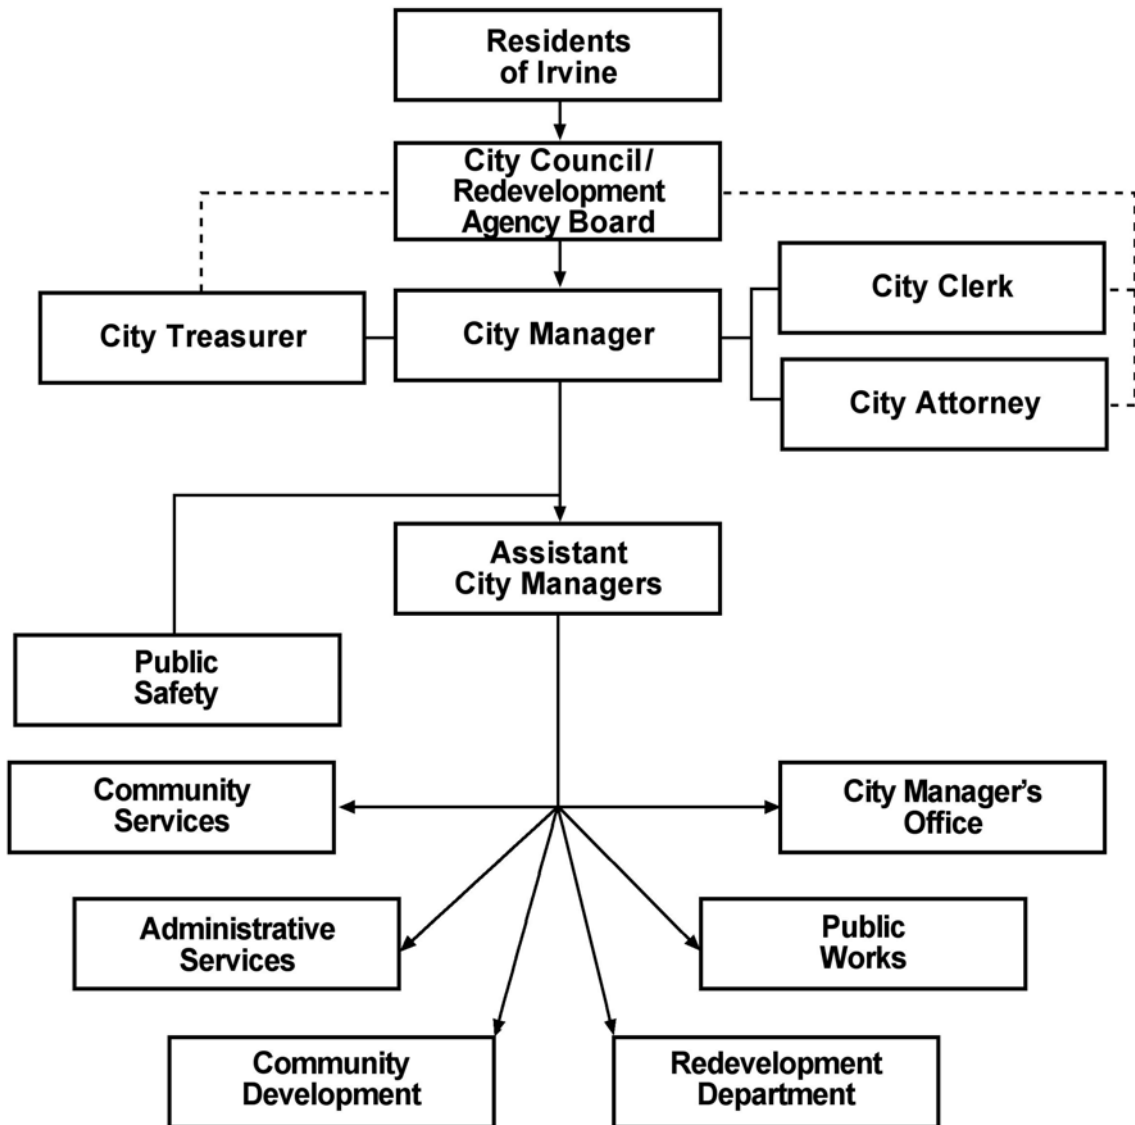 Residents
of Irvine
City Council/
Redevelopment
Agency Board
City Treasurer
City Manager
City Clerk
City Attorney
Assistant
City Managers
Public
Safety
Community
Services
City Manager’s
Office
Administrative
Services
Public
Works
Community
Development
Redevelopment
Department